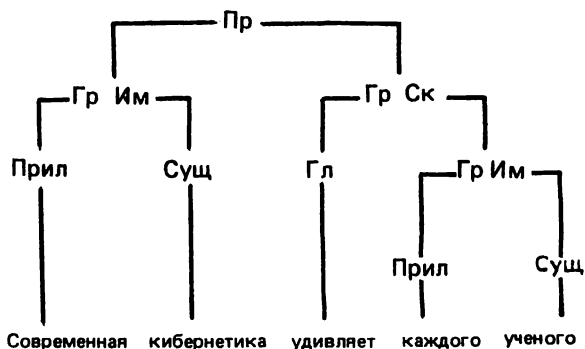 Пр
Гр Им Гр Ск
Прил Сущ Гл Гр Им
Прил Сущ
Современная кибернетика удивляет каждого ученого